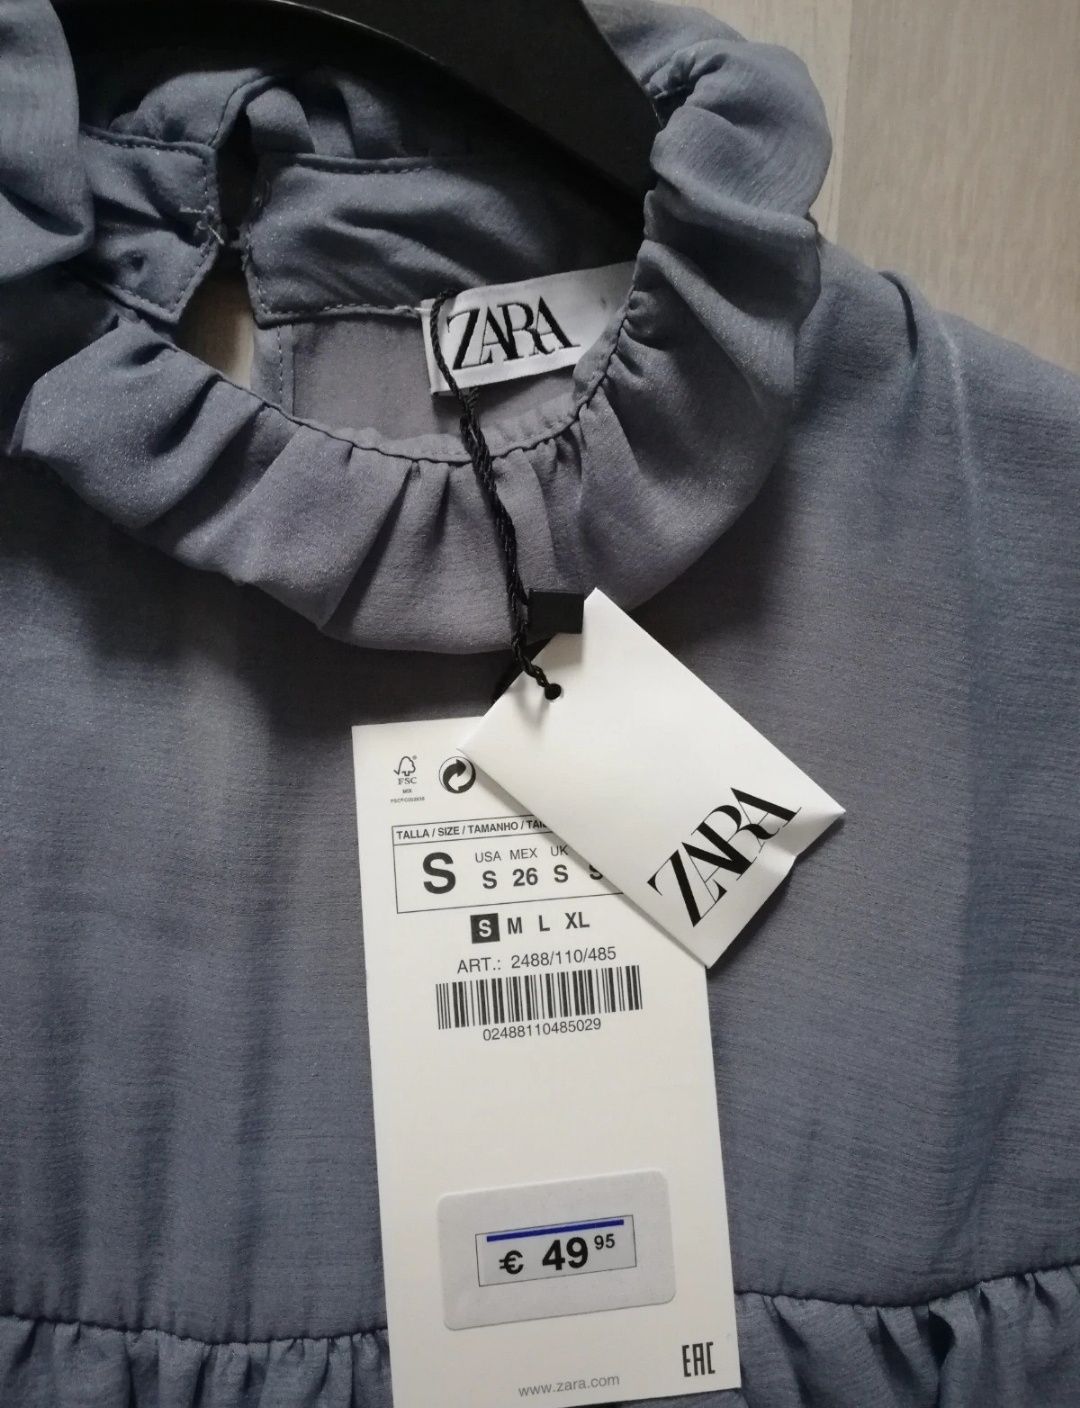 ZARA
ZARA
FSC
MIX
TALLA / SIZE / TAMANHO /
USA MEX UK
S S 26 S S
S M L XL
ART.: 2488/110/485
02488110485029
€ 49 95
EAC
www.zara.com